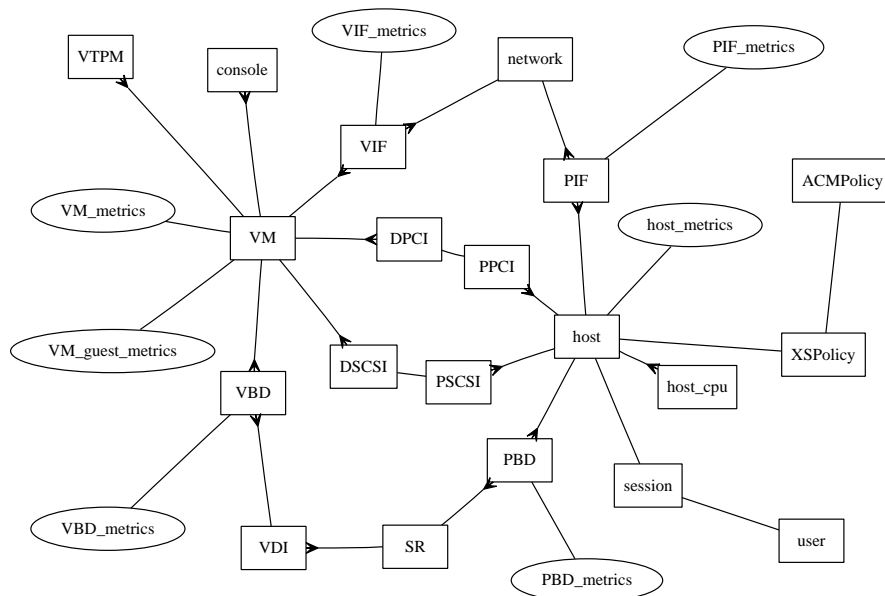 VIF_metrics
PIF_metrics
VTPM
console
network
VIF
PIF
ACMPolicy
VM_metrics
host_metrics
VM
DPCI
PPCI
host
VM_guest_metrics
DSCSI
XSPolicy
PSCSI
host_cpu
VBD
PBD
session
VBD_metrics
VDI
SR
user
PBD_metrics